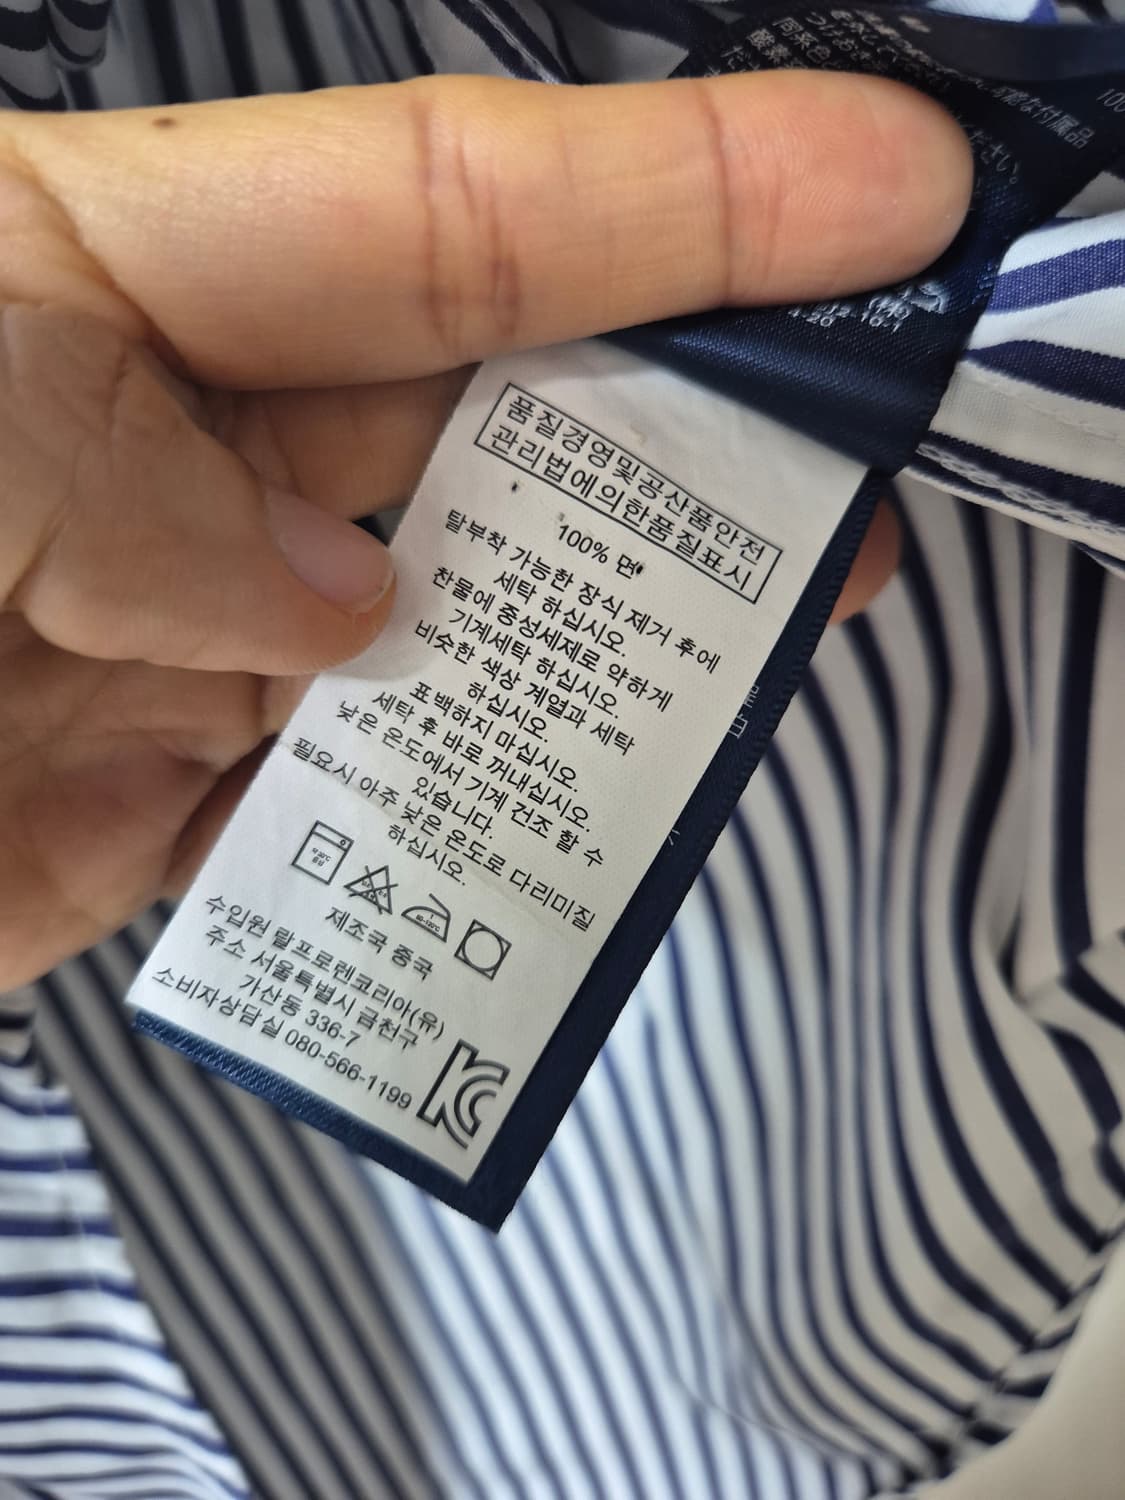 付属品
ください。
품질경영및공산품안전
관리법에의한품질표시
100% 면
탈부착 가능한 장식 제거 후에
세탁 하십시오.
찬물에 중성세제로 약하게
기계세탁 하십시오.
비슷한 색상 계열과 세탁
하십시오.
표백하지 마십시오.
세탁 후 바로 꺼내십시오.
낮은 온도에서 기계 건조 할 수
있습니다.
필요시 아주 낮은 온도로 다리미질
하십시오.
제조국 중국
수입원 랄프로렌코리아(유)
주소 서울특별시 금천구
가산동 336-7
소비자상담실 080-566-1199